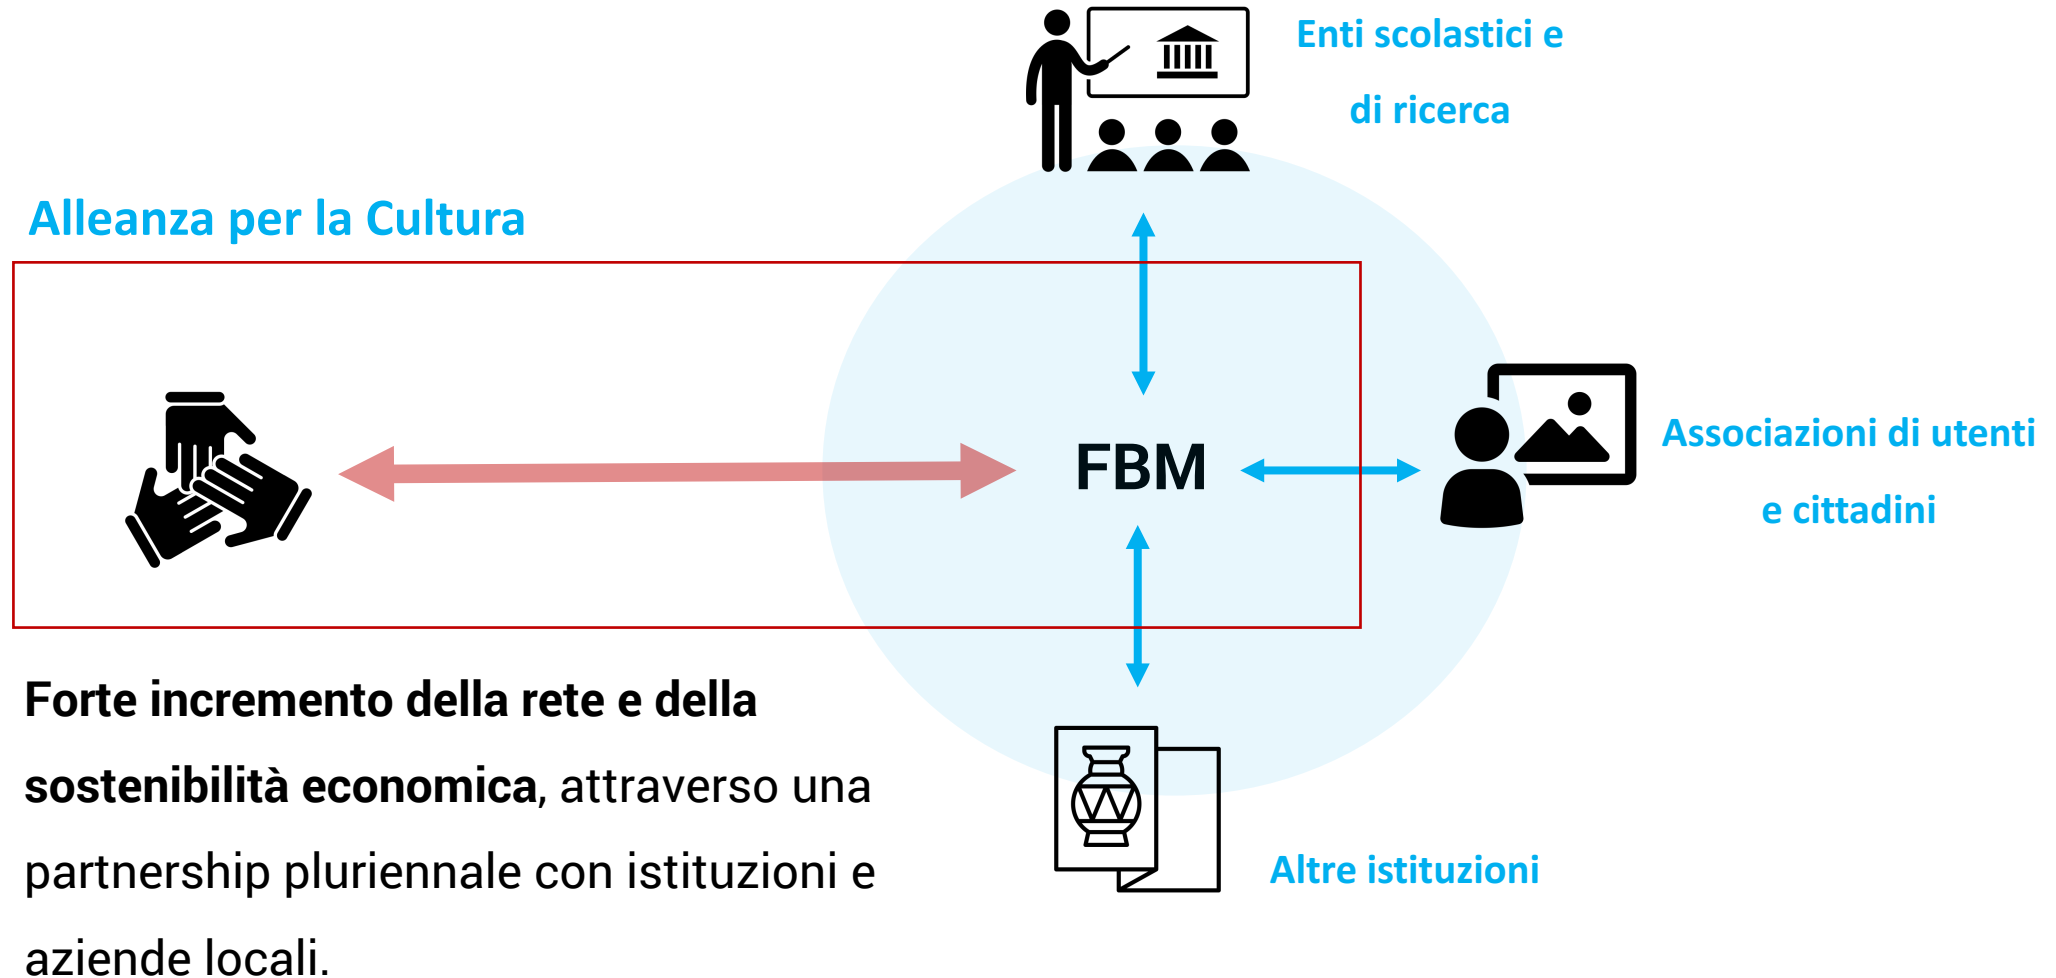 Enti scolastici e
di ricerca
Alleanza per la Cultura
FBM
Associazioni di utenti
e cittadini
Forte incremento della rete e della
sostenibilità economica, attraverso una
partnership pluriennale con istituzioni e
aziende locali.
Altre istituzioni